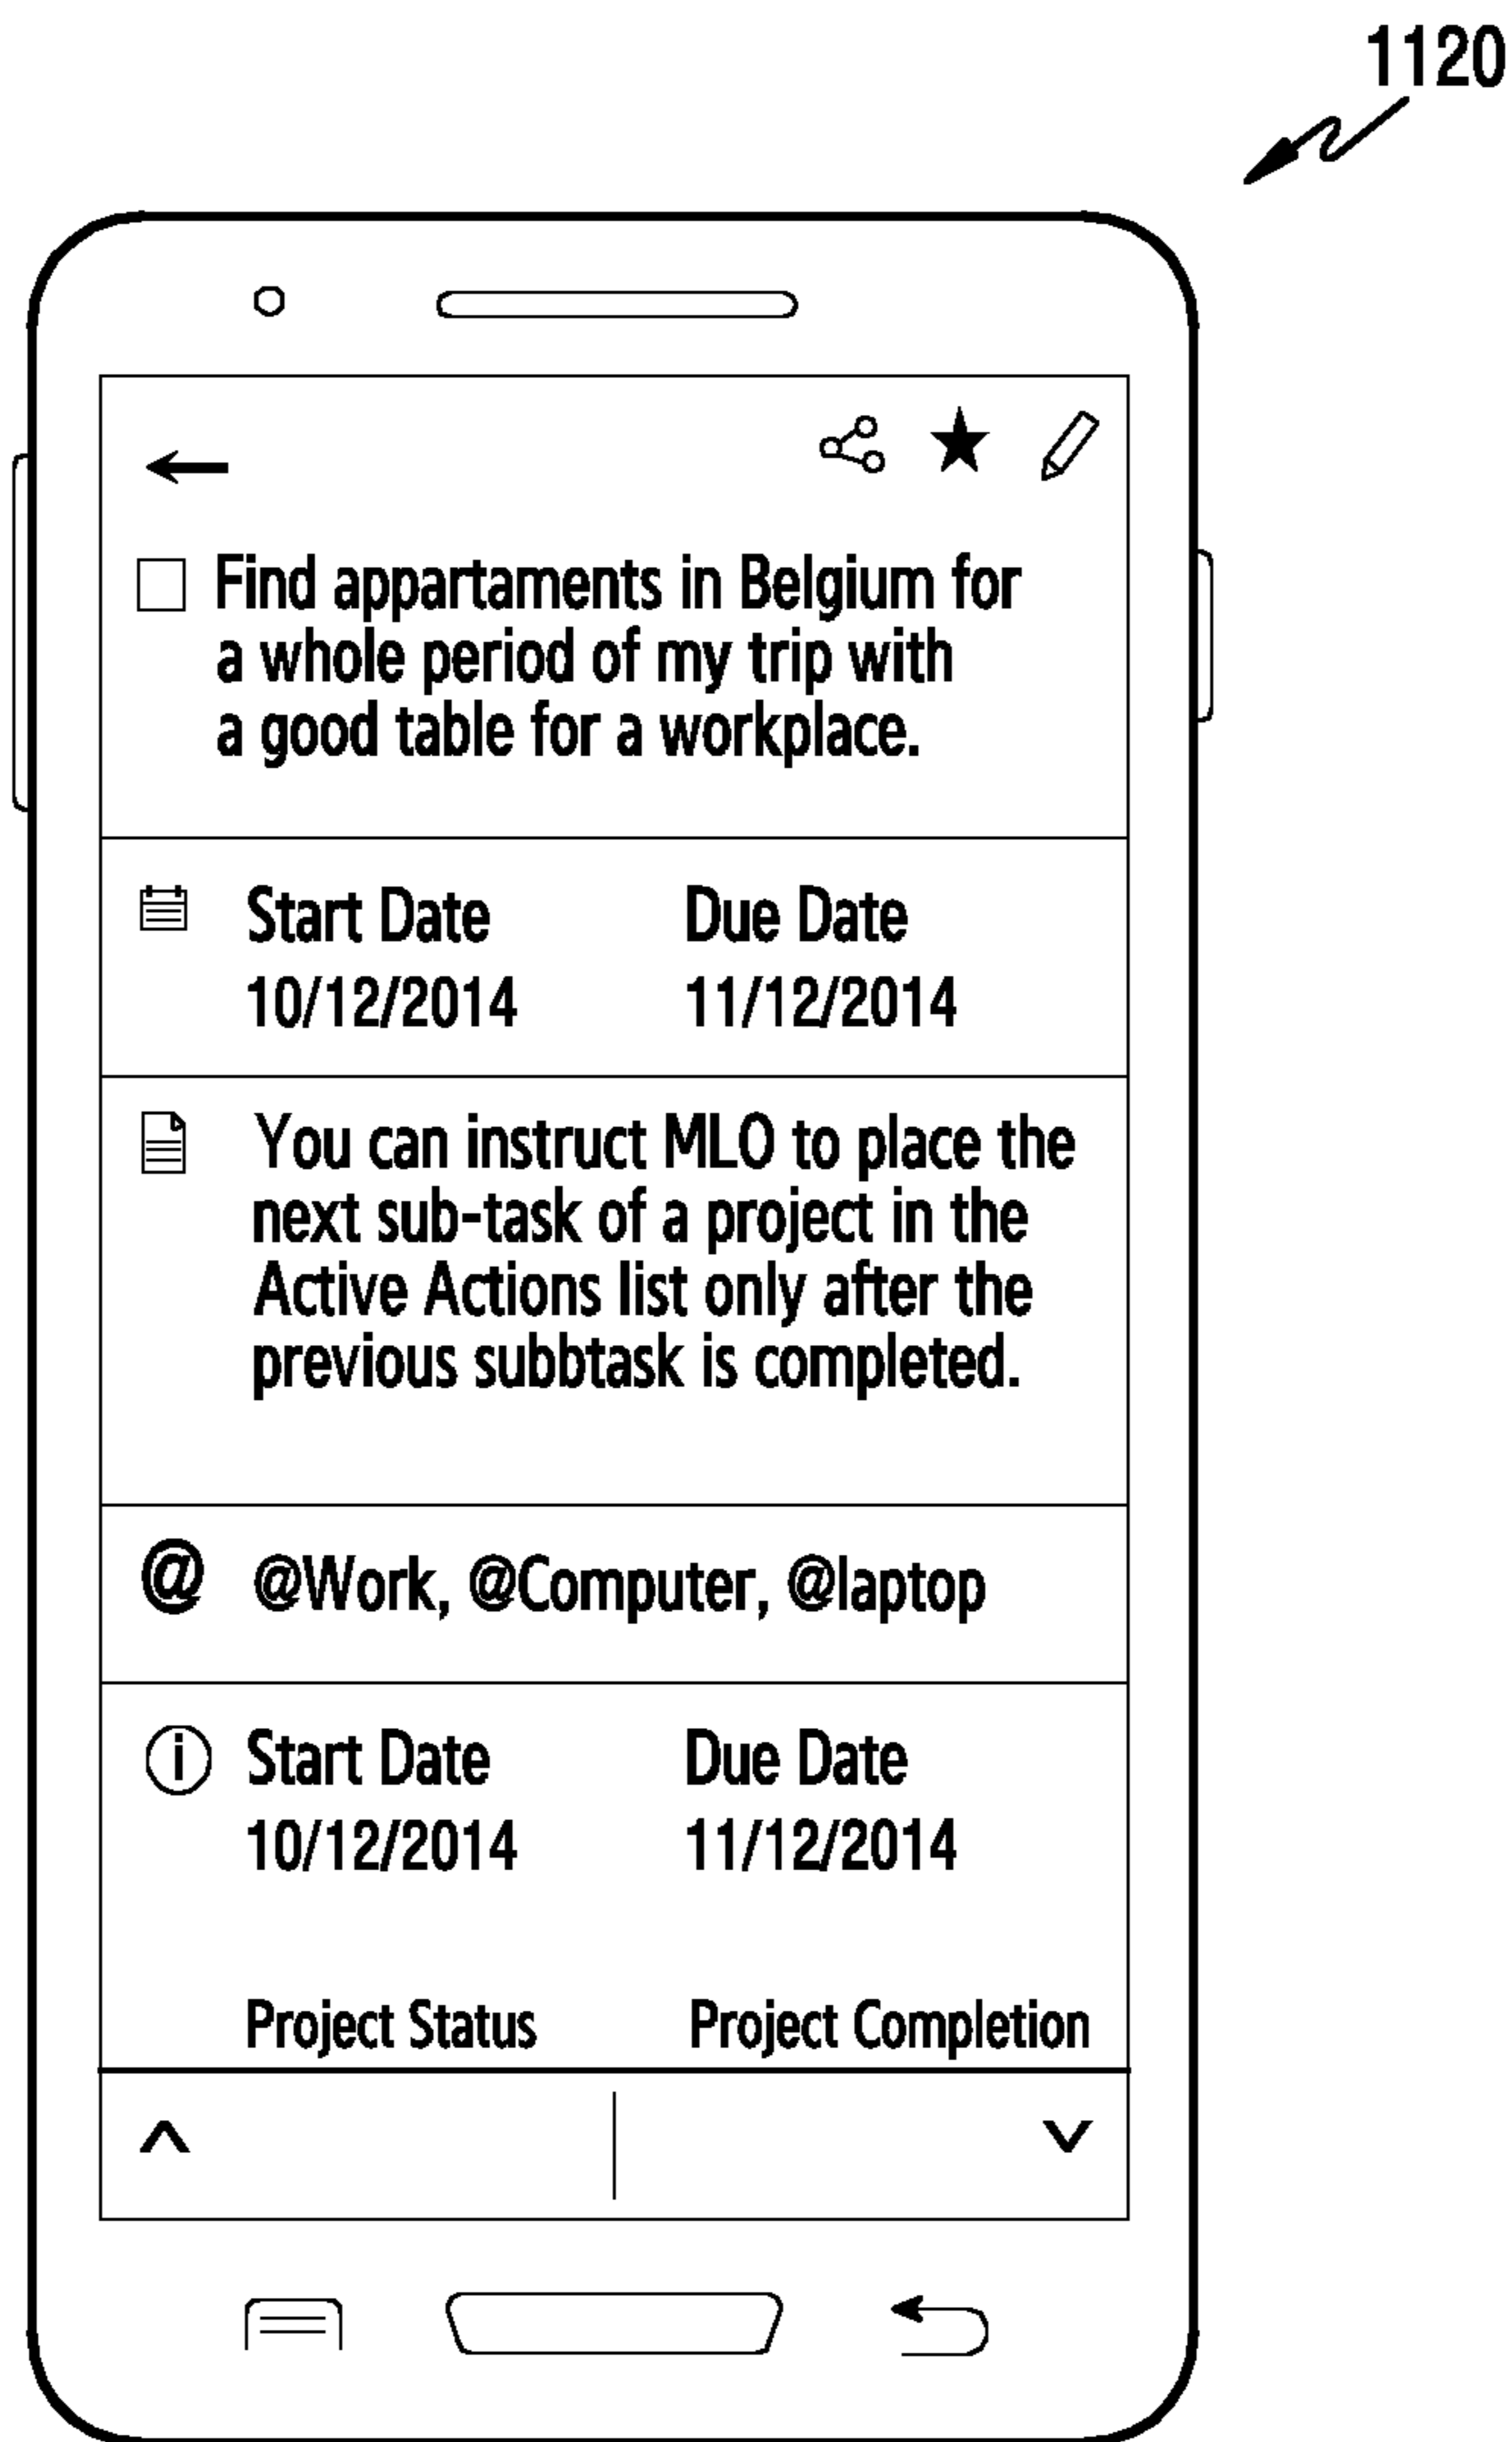 1120
Find appartaments in Belgium for
a whole period of my trip with
a good table for a workplace.
Start Date Due Date
10/12/2014 11/12/2014
You can instruct MLO to place the
next sub-task of a project in the
Active Actions list only after the
previous subbtask is completed.
@ @Work, @Computer, @laptop
i Start Date Due Date
10/12/2014 11/12/2014
Project Status Project Completion